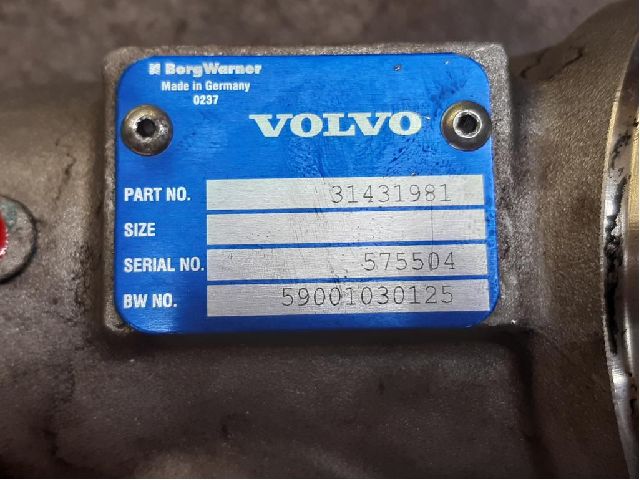 BorgWarner
Made in Germany
0237
VOLVO
PART NO. 31431981
SIZE
SERIAL NO. 575504
BW NO. 59001030125